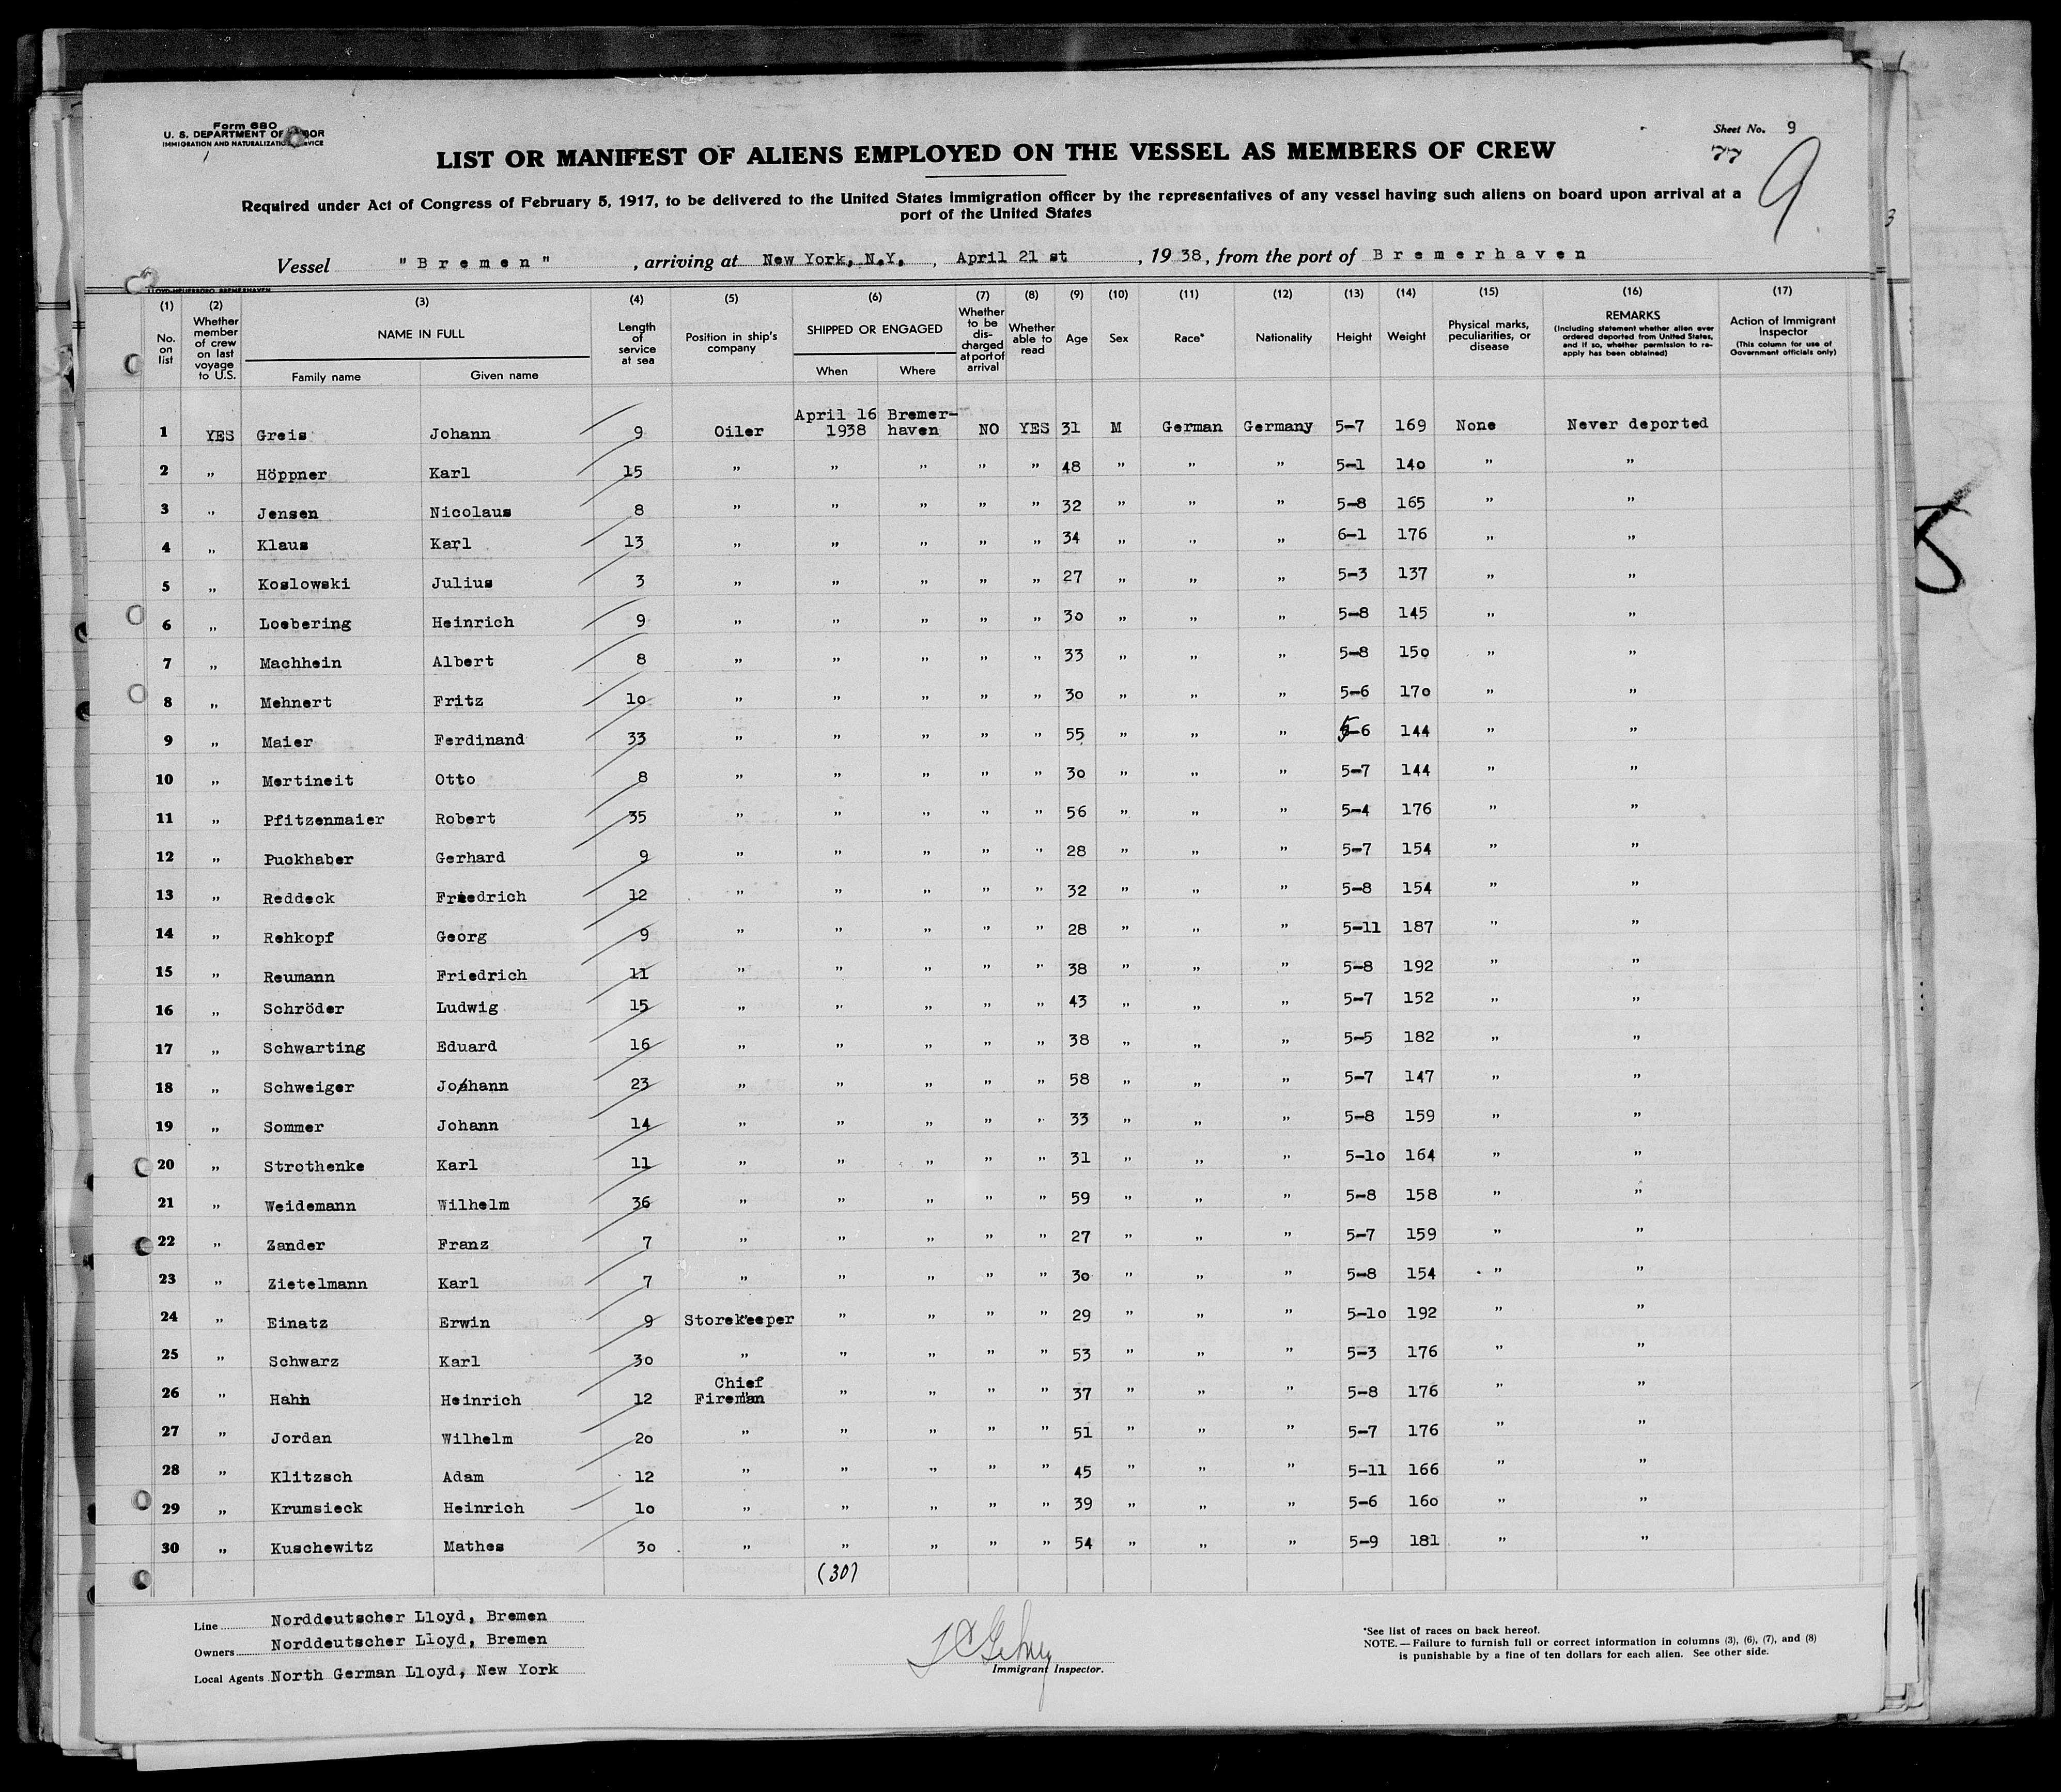 Form 680
U. S. DEPARTMENT OF LABOR
IMMIGRATION AND NATURALIZATION SERVICE
Sheet No. 9
77
9
LIST OR MANIFEST OF ALIENS EMPLOYED ON THE VESSEL AS MEMBERS OF CREW
Required under Act of Congress of February 5, 1917, to be delivered to the United States immigration officer by the representatives of any vessel having such aliens on board upon arrival at a
port of the United States
Vessel "Bremen", arriving at New York, N.Y., April 21 st, 1938, from the port of Bremerhaven
LLOYD-HEUERBÜRO BREMERHAVEN
(1) No. on list (2) Whether member of crew on last voyage to U.S. (3) NAME IN FULL Family name Given name (4) Length of service at sea (5) Position in ship's company (6) SHIPPED OR ENGAGED When Where (7) Whether to be discharged at port of arrival (8) Whether able to read (9) Age (10) Sex (11) Race* (12) Nationality (13) Height (14) Weight (15) Physical marks, peculiarities, or disease (16) REMARKS (Including statement whether alien ever ordered deported from United States, and if so, whether permission to re-apply has been obtained) (17) Action of Immigrant Inspector (This column for use of Government officials only)
1 YES Greis Johann 9 Oiler April 16 1938 Bremer-haven NO YES 31 M German Germany 5-7 169 None Never deported
2 " Höppner Karl 15 " " " " " 48 " " " 5-1 140 " "
3 " Jensen Nicolaus 8 " " " " " 32 " " " 5-8 165 " "
4 " Klaus Karl 13 " " " " " 34 " " " 6-1 176 " "
5 " Koslowski Julius 3 " " " " " 27 " " " 5-3 137 " "
6 " Loebering Heinrich 9 " " " " " 30 " " " 5-8 145 " "
7 " Machhein Albert 8 " " " " " 33 " " " 5-8 150 " "
8 " Mehnert Fritz 10 " " " " " 30 " " " 5-6 170 " "
9 " Maier Ferdinand 33 " " " " " 55 " " " 5-6 144 " "
10 " Mertineit Otto 8 " " " " " 30 " " " 5-7 144 " "
11 " Pfitzenmaier Robert 35 " " " " " 56 " " " 5-4 176 " "
12 " Puckhaber Gerhard 9 " " " " " 28 " " " 5-7 154 " "
13 " Reddeck Friedrich 12 " " " " " 32 " " " 5-8 154 " "
14 " Rehkopf Georg 9 " " " " " 28 " " " 5-11 187 " "
15 " Reumann Friedrich 11 " " " " " 38 " " " 5-8 192 " "
16 " Schröder Ludwig 15 " " " " " 43 " " " 5-7 152 " "
17 " Schwarting Eduard 16 " " " " " 38 " " " 5-5 182 " "
18 " Schweiger Johann 23 " " " " " 58 " " " 5-7 147 " "
19 " Sommer Johann 14 " " " " " 33 " " " 5-8 159 " "
20 " Strothenke Karl 11 " " " " " 31 " " " 5-10 164 " "
21 " Weidemann Wilhelm 36 " " " " " 59 " " " 5-8 158 " "
22 " Zander Franz 7 " " " " " 27 " " " 5-7 159 " "
23 " Zietelmann Karl 7 " " " " " 30 " " " 5-8 154 " "
24 " Einatz Erwin 9 Storekeeper " " " " 29 " " " 5-10 192 " "
25 " Schwarz Karl 30 " " " " " 53 " " " 5-3 176 " "
26 " Hahn Heinrich 12 Chief Fireman " " " " 37 " " " 5-8 176 " "
27 " Jordan Wilhelm 20 " " " " " 51 " " " 5-7 176 " "
28 " Klitzsch Adam 12 " " " " " 45 " " " 5-11 166 " "
29 " Krumsieck Heinrich 10 " " " " " 39 " " " 5-6 160 " "
30 " Kuschewitz Mathes 30 " " " " " 54 " " " 5-9 181 " "
(30)
Line Norddeutscher Lloyd, Bremen
Owners Norddeutscher Lloyd, Bremen
Local Agents North German Lloyd, New York
Immigrant Inspector.
*See list of races on back hereof.
NOTE.—Failure to furnish full or correct information in columns (3), (6), (7), and (8)
is punishable by a fine of ten dollars for each alien. See other side.